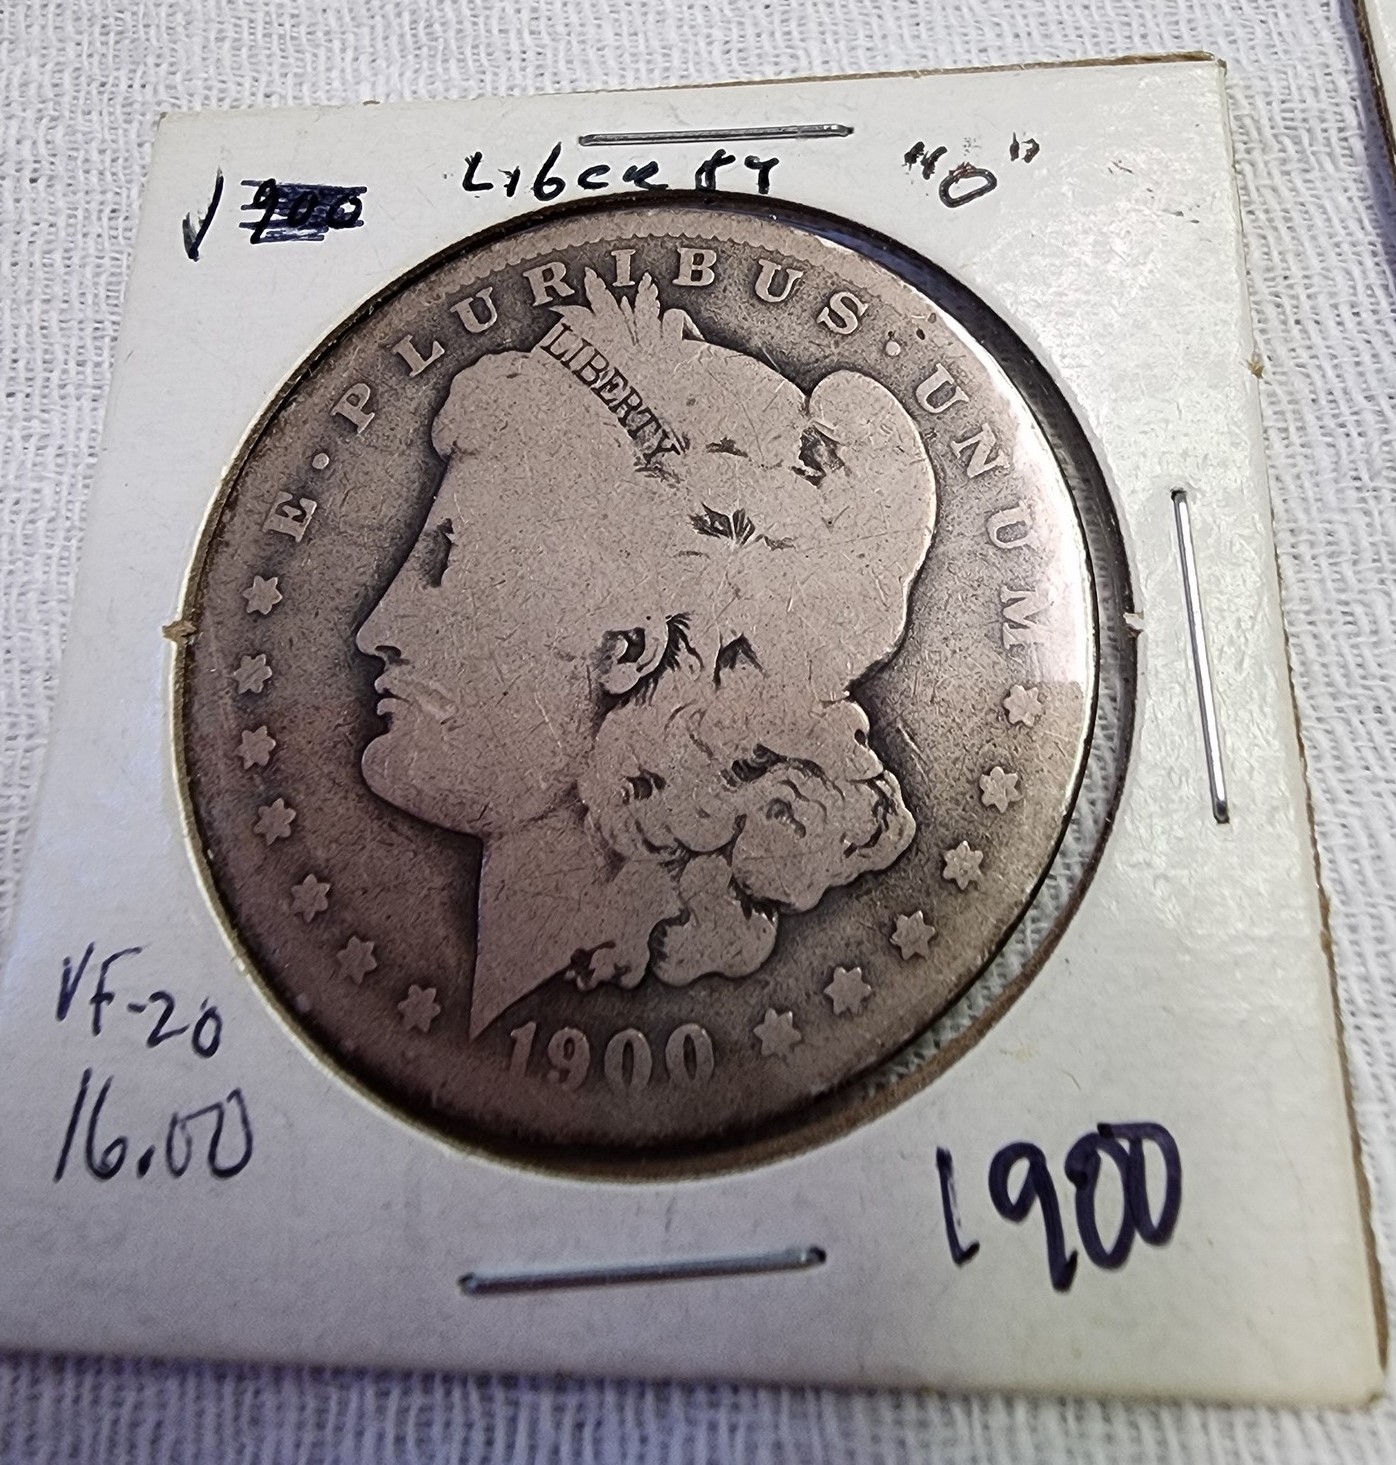 1900 Liberty "O"
E · PLURIBUS · UNUM
LIBERTY
1900
VF-20
16.00
1900